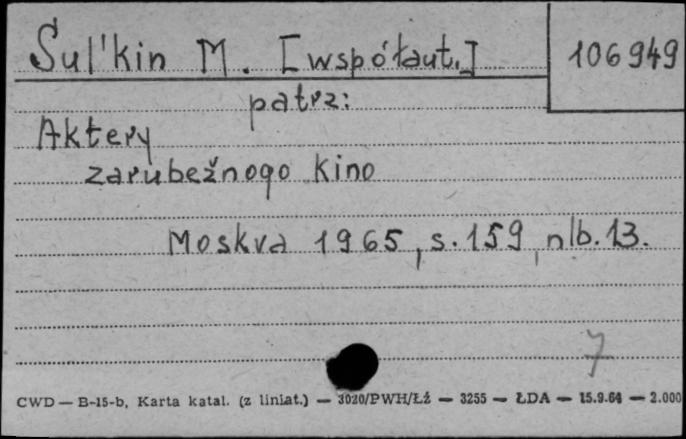 Šul'kin M. [współaut.]
106949
patrz:
Aktery
zarubežnogo kino
Moskva 1965, s. 159, nlb. 13.
7
CWD — B-15-b, Karta katal. (z liniat.) — 3020/PWH/Łź — 3255 — ŁDA — 15.9.64 — 2.000